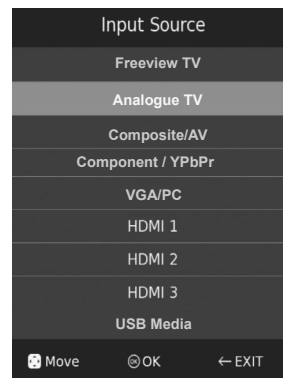 Input Source
Freeview TV
Analogue TV
Composite/AV
Component / YPbPr
VGA/PC
HDMI 1
HDMI 2
HDMI 3
USB Media
Move OK ← EXIT